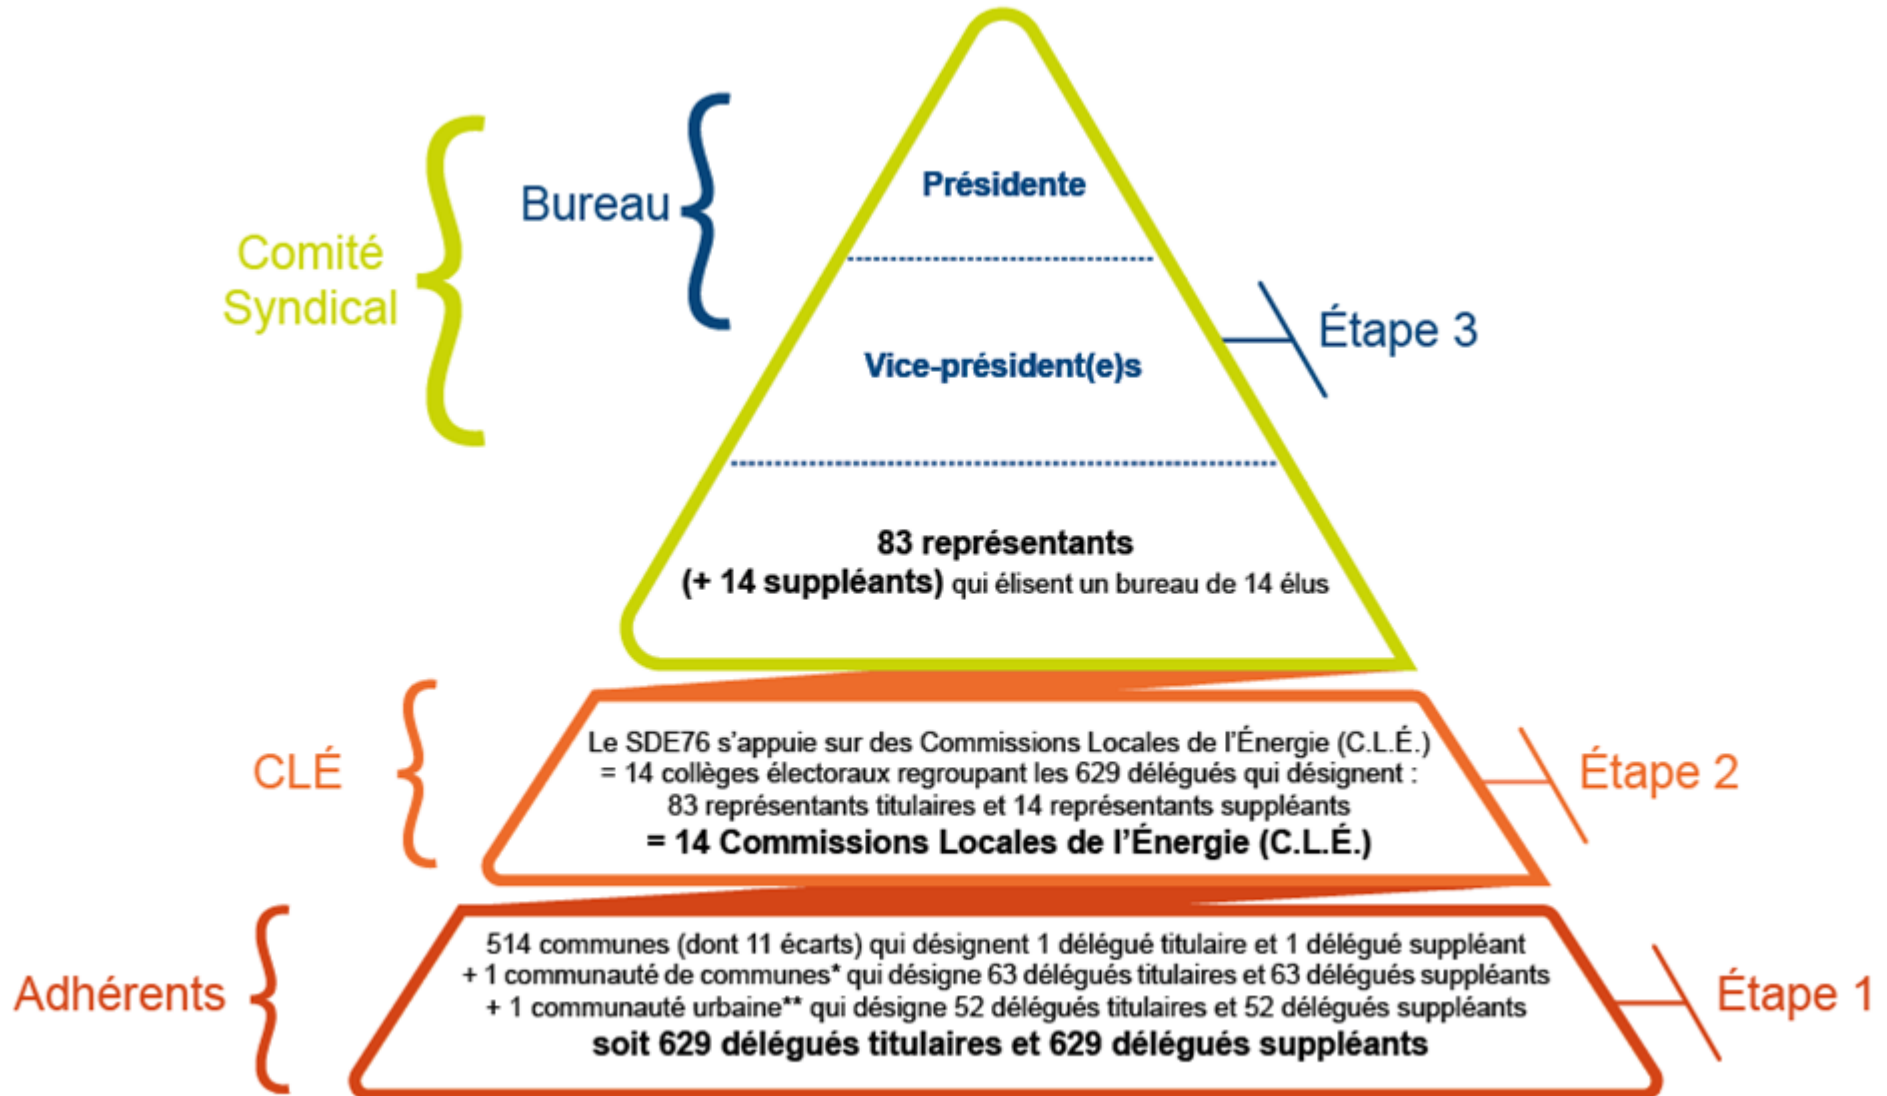 Présidente
Bureau
Comité
Syndical
Étape 3
Vice-président(e)s
83 représentants
(+ 14 suppléants) qui élisent un bureau de 14 élus
CLÉ
Le SDE76 s'appuie sur des Commissions Locales de l'Énergie (C.L.É.)
= 14 collèges électoraux regroupant les 629 délégués qui désignent :
83 représentants titulaires et 14 représentants suppléants
= 14 Commissions Locales de l'Énergie (C.L.É.)
Étape 2
Adhérents
514 communes (dont 11 écarts) qui désignent 1 délégué titulaire et 1 délégué suppléant
+ 1 communauté de communes* qui désigne 63 délégués titulaires et 63 délégués suppléants
+ 1 communauté urbaine** qui désigne 52 délégués titulaires et 52 délégués suppléants
soit 629 délégués titulaires et 629 délégués suppléants
Étape 1